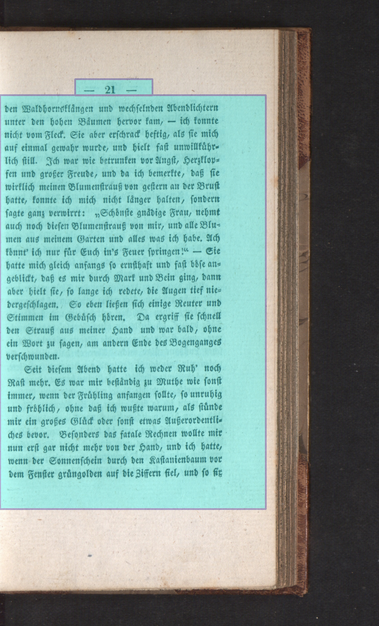 — 21 —
den Waldhornsklängen und wechselnden Abendlichtern
unter den hohen Bäumen hervor kam, — ich konnte
nicht vom Fleck. Sie aber erschrack heftig, als sie mich
auf einmal gewahr wurde, und hielt fast unwillkühr-
lich still. Ich war wie betrunken vor Angst, Herzklop-
fen und großer Freude, und da ich bemerkte, daß sie
wirklich meinen Blumenstrauß von gestern an der Brust
hatte, konnte ich mich nicht länger halten, sondern
sagte ganz verwirrt: „Schönste gnädige Frau, nehmt
auch noch diesen Blumenstrauß von mir, und alle Blu-
men aus meinem Garten und alles was ich habe. Ach
könnt' ich nur für Euch in's Feuer springen!“ — Sie
hatte mich gleich anfangs so ernsthaft und fast böse an-
geblickt, daß es mir durch Mark und Bein ging, dann
aber hielt sie, so lange ich redete, die Augen tief nie-
dergeschlagen. So eben ließen sich einige Reuter und
Stimmen im Gebüsch hören. Da ergriff sie schnell
den Strauß aus meiner Hand und war bald, ohne
ein Wort zu sagen, am andern Ende des Bogenganges
verschwunden.
Seit diesem Abend hatte ich weder Ruh' noch
Rast mehr. Es war mir beständig zu Muthe wie sonst
immer, wenn der Frühling anfangen sollte, so unruhig
und fröhlich, ohne daß ich wußte warum, als stünde
mir ein großes Glück oder sonst etwas Außerordentli-
ches bevor. Besonders das fatale Rechnen wollte mir
nun erst gar nicht mehr von der Hand, und ich hatte,
wenn der Sonnenschein durch den Kastanienbaum vor
dem Fenster grüngolden auf die Ziffern fiel, und so fix